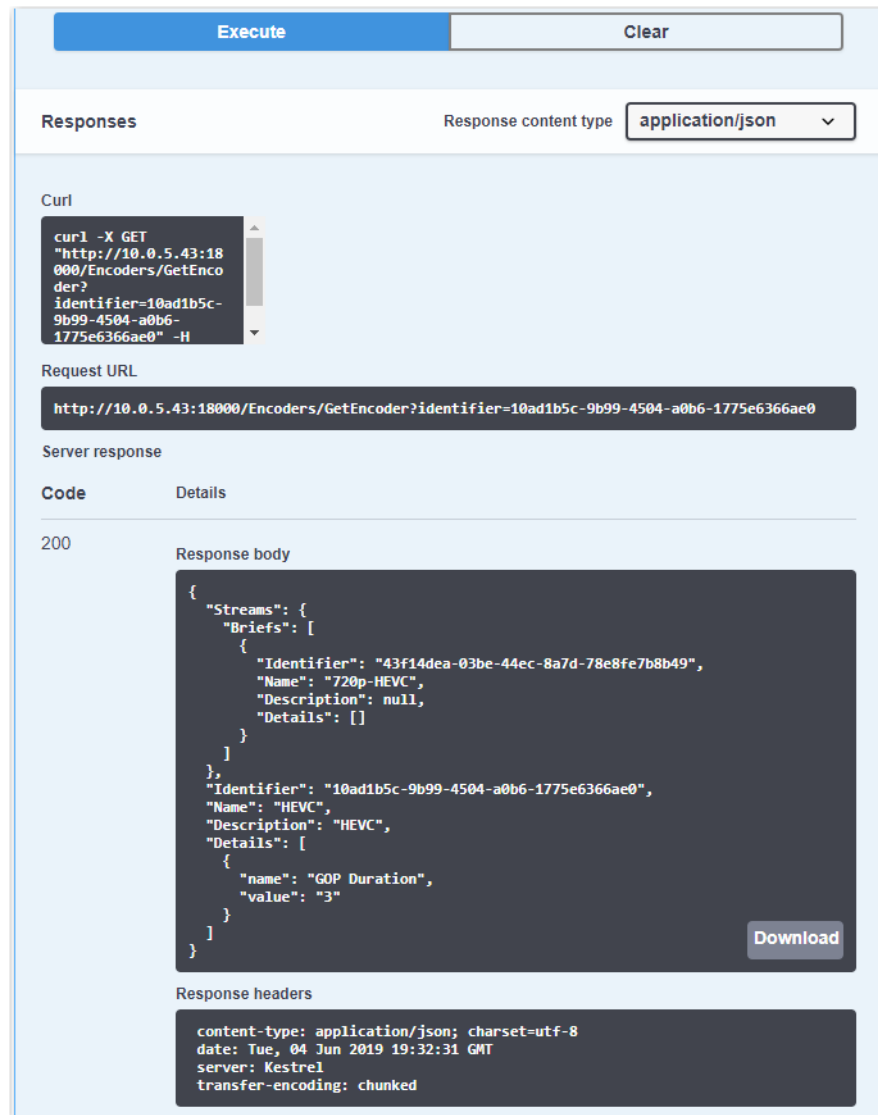 Execute
Clear
Responses
Response content type
application/json
Curl
curl -X GET
"http://10.0.5.43:18
000/Encoders/GetEnco
der?
identifier=10ad1b5c-
9b99-4504-a0b6-
1775e6366ae0" -H
Request URL
http://10.0.5.43:18000/Encoders/GetEncoder?identifier=10ad1b5c-9b99-4504-a0b6-1775e6366ae0
Server response
Code
Details
200
Response body
{
  "Streams": {
    "Briefs": [
      {
        "Identifier": "43f14dea-03be-44ec-8a7d-78e8fe7b8b49",
        "Name": "720p-HEVC",
        "Description": null,
        "Details": []
      }
    ]
  },
  "Identifier": "10ad1b5c-9b99-4504-a0b6-1775e6366ae0",
  "Name": "HEVC",
  "Description": "HEVC",
  "Details": [
    {
      "name": "GOP Duration",
      "value": "3"
    }
  ]
}
Download
Response headers
content-type: application/json; charset=utf-8
date: Tue, 04 Jun 2019 19:32:31 GMT
server: Kestrel
transfer-encoding: chunked